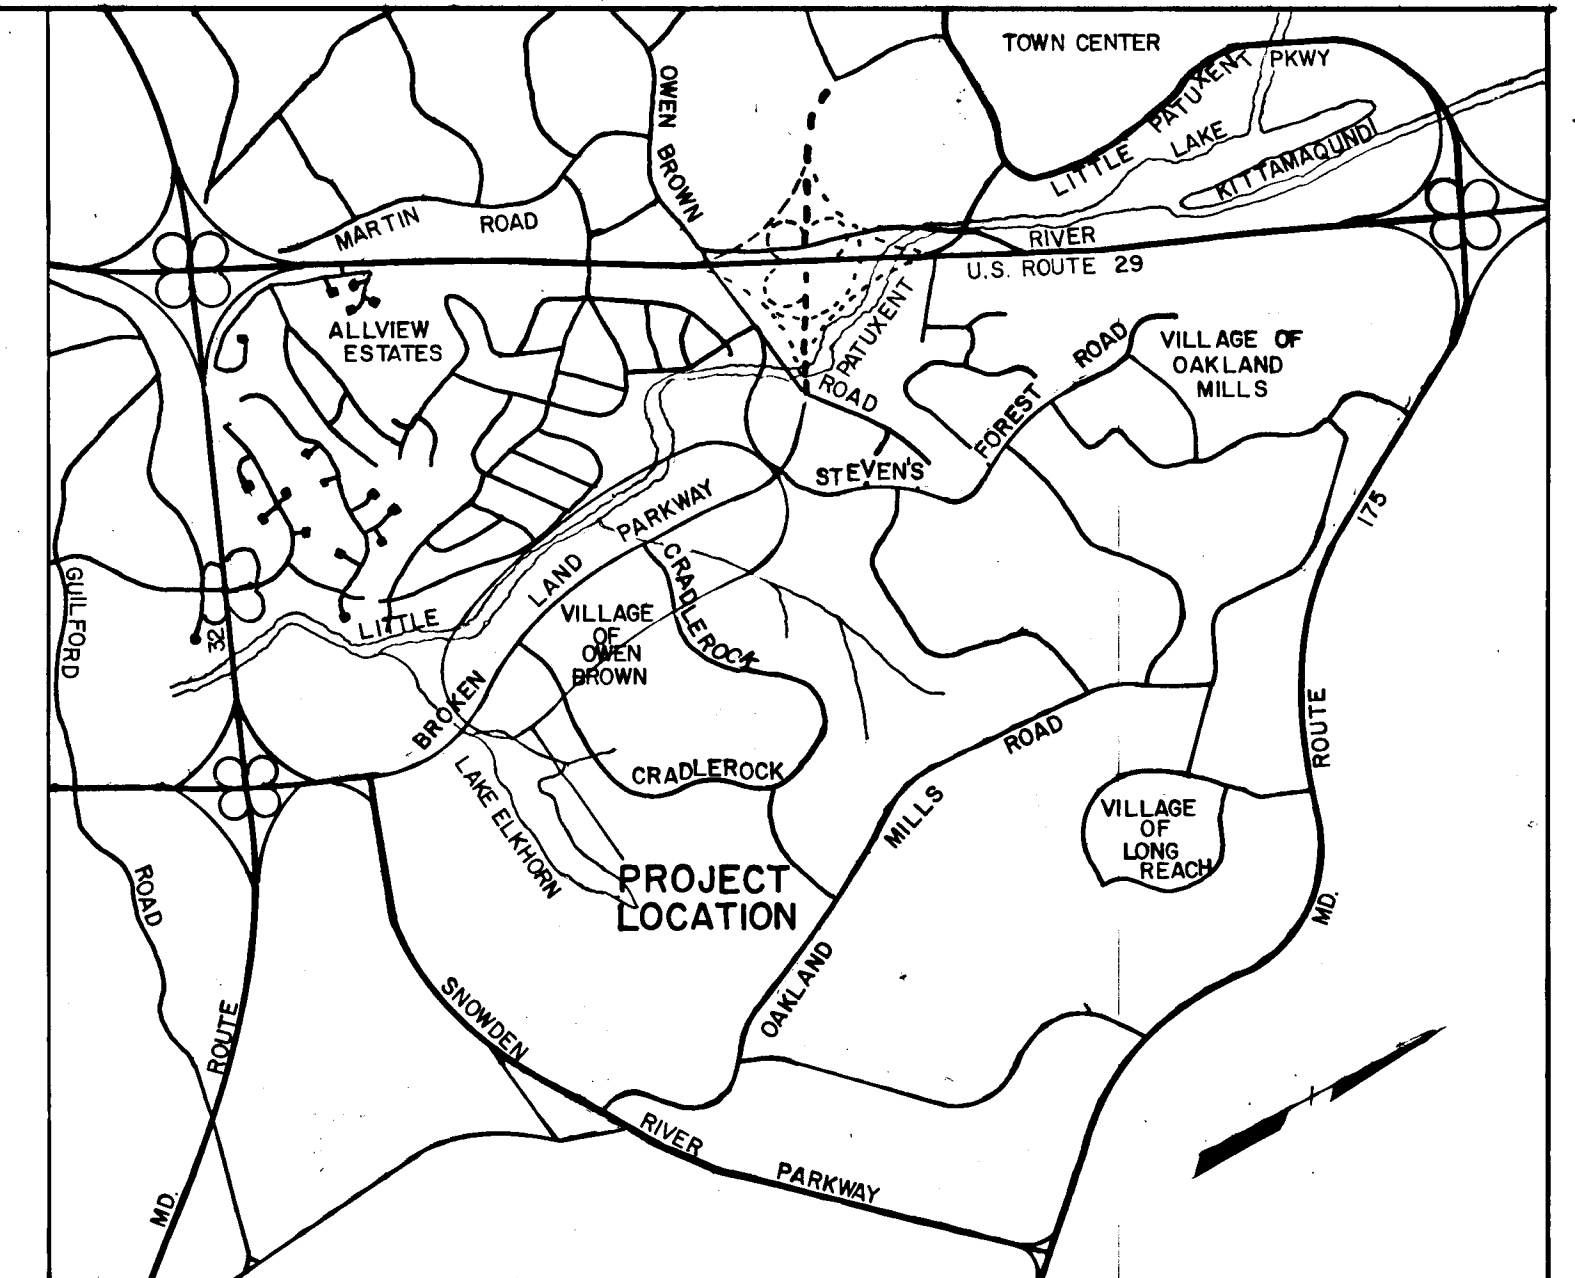 TOWN CENTER
LITTLE PATUXENT PKWY
LAKE KITTAMAQUNDI
OWEN BROWN
MARTIN ROAD
RIVER
U.S. ROUTE 29
ALLVIEW
ESTATES
PATUXENT
ROAD
FOREST ROAD
VILLAGE OF
OAKLAND
MILLS
STEVEN'S
175
BROKEN LAND PARKWAY
CRADLEROCK
GUILFORD
LITTLE
32
VILLAGE
OF
OWEN
BROWN
CRADLEROCK
LAKE ELKHORN
OAKLAND MILLS ROAD
ROUTE
VILLAGE
OF
LONG
REACH
PROJECT
LOCATION
ROAD
MD.
SNOWDEN RIVER PARKWAY
ROUTE
MD.